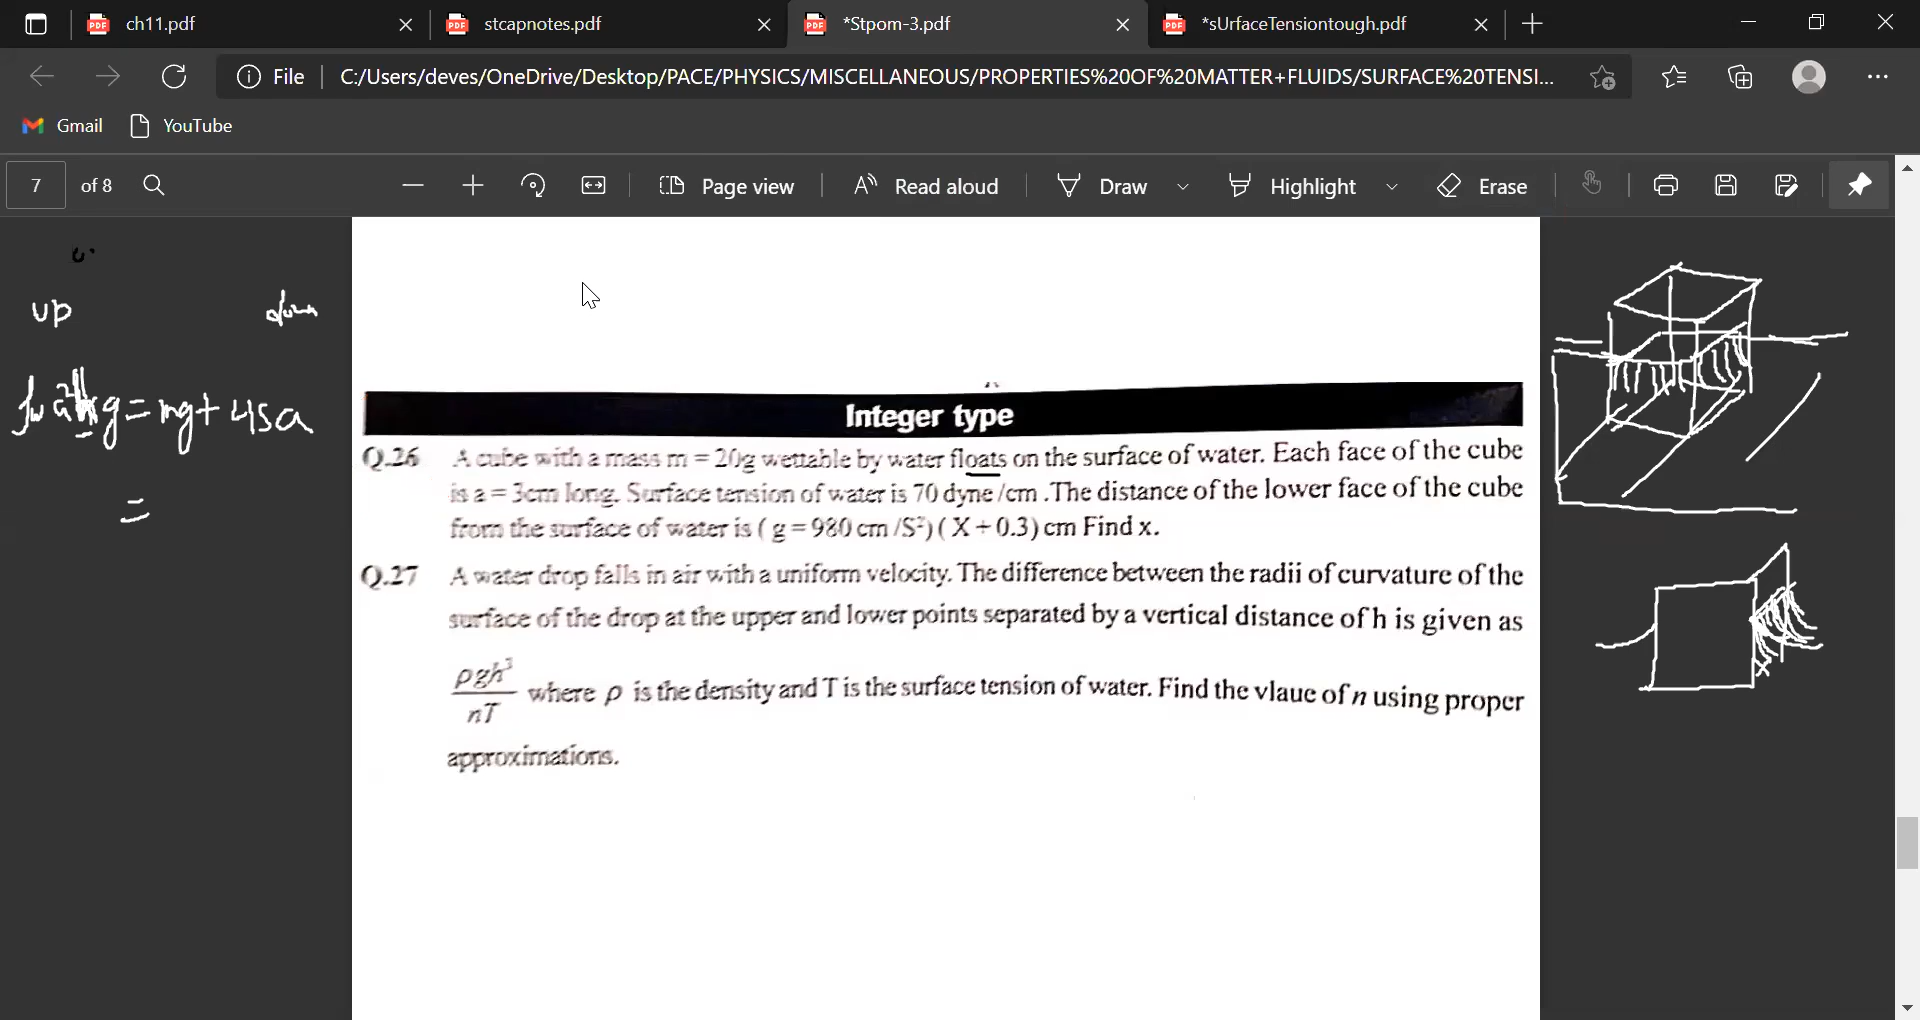 ch11.pdf
stcapnotes.pdf
*Stpom-3.pdf
*sUrfaceTensiontough.pdf
File
C:/Users/deves/OneDrive/Desktop/PACE/PHYSICS/MISCELLANEOUS/PROPERTIES%20OF%20MATTER+FLUIDS/SURFACE%20TENSI...
Gmail
YouTube
7 of 8
Page view
Read aloud
Draw
Highlight
Erase
up down
g = mg + 4sa
=
Integer type
Q.26 A cube with a mass m = 20g wettable by water floats on the surface of water. Each face of the cube
is a = 3cm long. Surface tension of water is 70 dyne /cm .The distance of the lower face of the cube
from the surface of water is ( g = 980 cm /S²) ( X + 0.3) cm Find x.
Q.27 A water drop falls in air with a uniform velocity. The difference between the radii of curvature of the
surface of the drop at the upper and lower points separated by a vertical distance of h is given as
ρgh³
nT
where ρ is the density and T is the surface tension of water. Find the vlaue of n using proper
approximations.